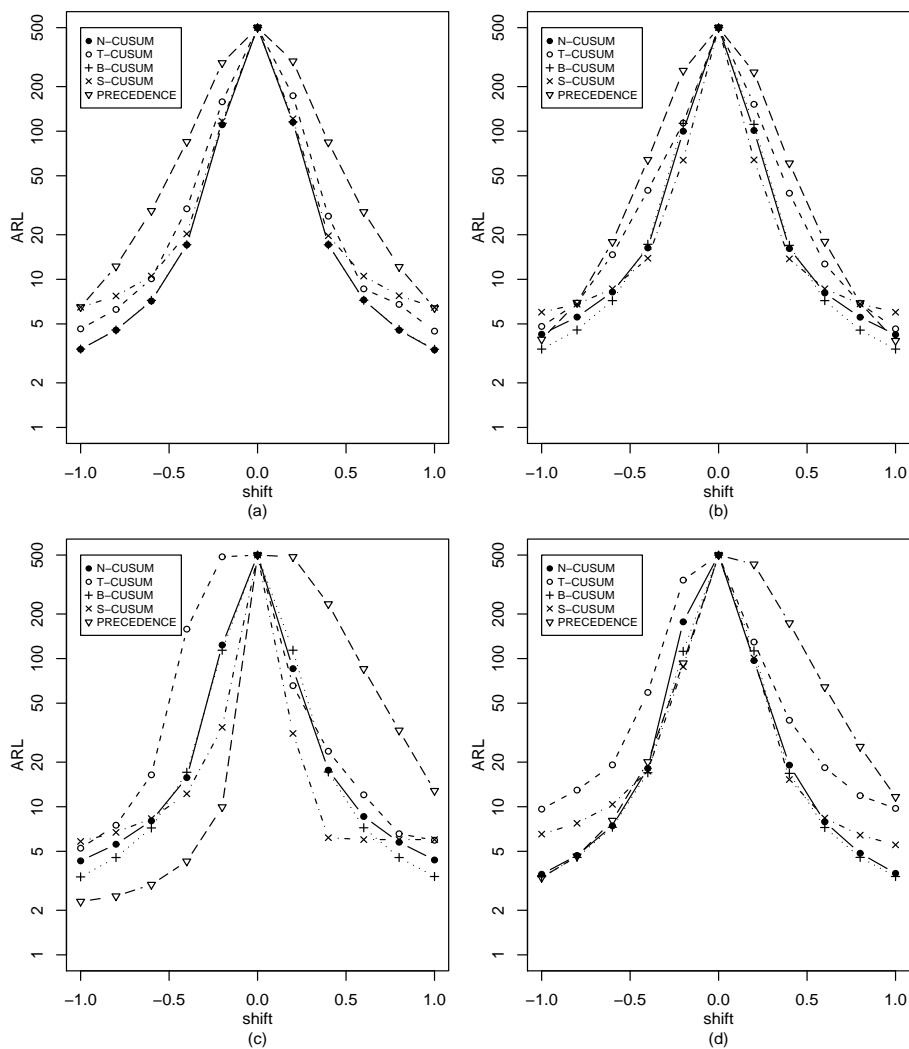 500
200
100
50
20
10
5
2
1
ARL
N−CUSUM
T−CUSUM
B−CUSUM
S−CUSUM
PRECEDENCE
−1.0 −0.5 0.0 0.5 1.0
shift
(a)
500
200
100
50
20
10
5
2
1
ARL
N−CUSUM
T−CUSUM
B−CUSUM
S−CUSUM
PRECEDENCE
−1.0 −0.5 0.0 0.5 1.0
shift
(b)
500
200
100
50
20
10
5
2
1
ARL
N−CUSUM
T−CUSUM
B−CUSUM
S−CUSUM
PRECEDENCE
−1.0 −0.5 0.0 0.5 1.0
shift
(c)
500
200
100
50
20
10
5
2
1
ARL
N−CUSUM
T−CUSUM
B−CUSUM
S−CUSUM
PRECEDENCE
−1.0 −0.5 0.0 0.5 1.0
shift
(d)